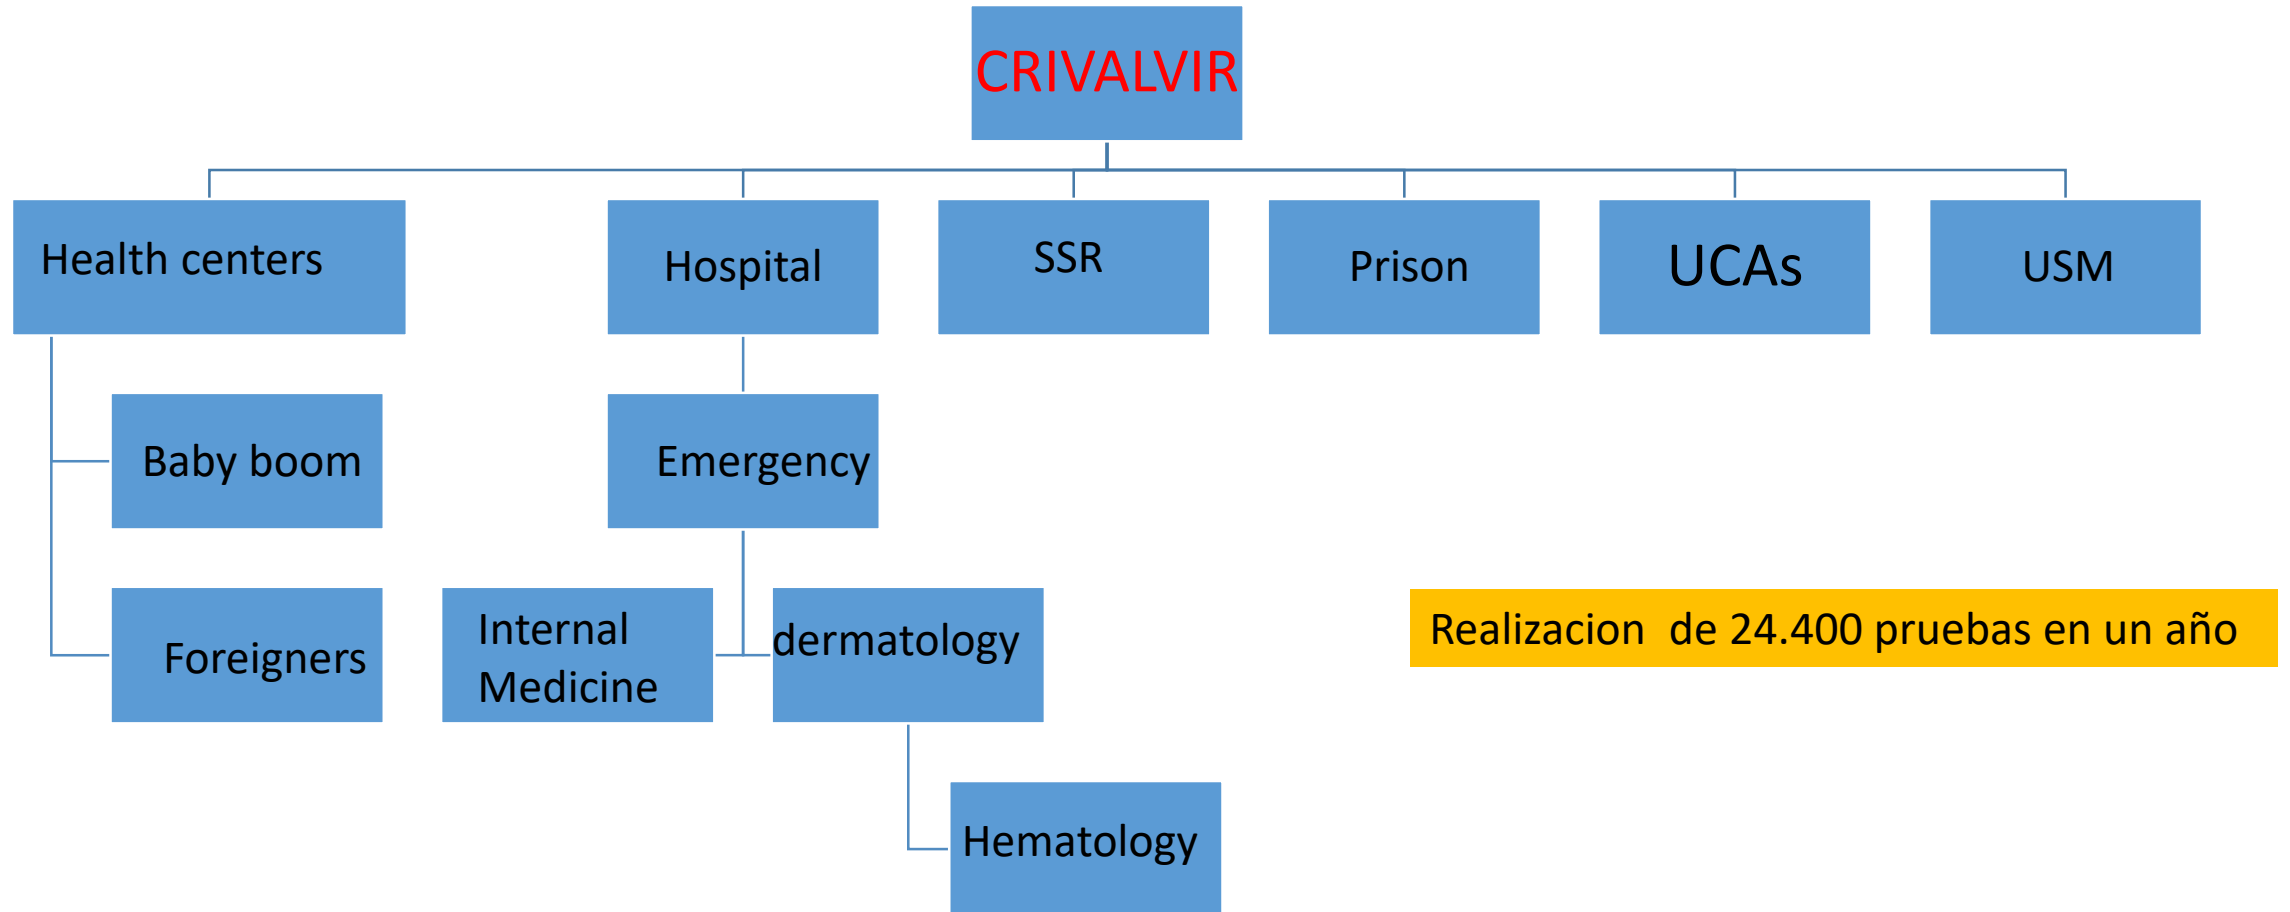 CRIVALVIR
Health centers
Hospital
SSR
Prison
UCAs
USM
Baby boom
Emergency
Foreigners
Internal
Medicine
dermatology
Realizacion  de 24.400 pruebas en un año
Hematology